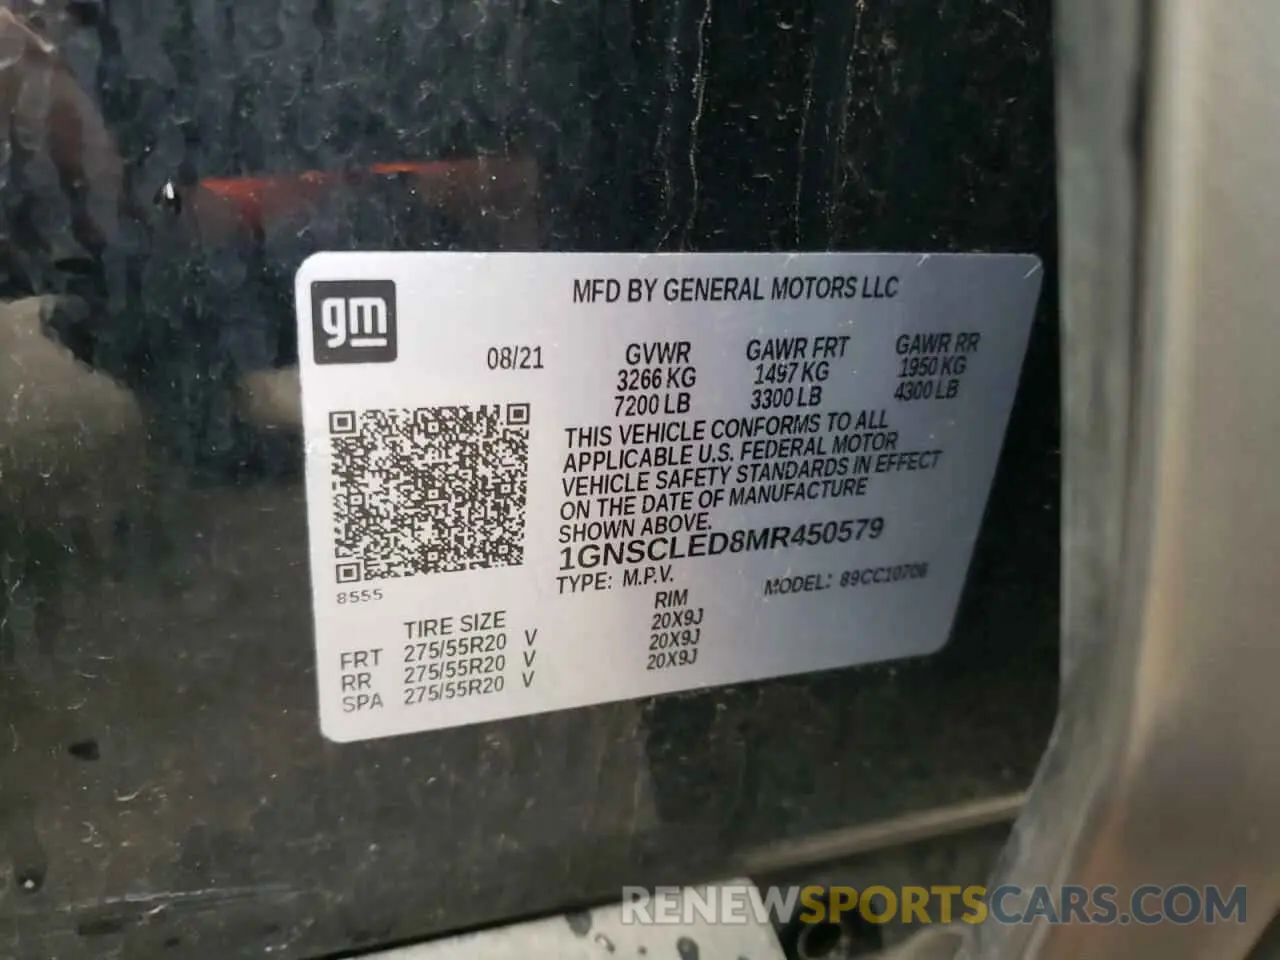 gm
MFD BY GENERAL MOTORS LLC
08/21
GVWR GAWR FRT GAWR RR
3266 KG 1497 KG 1950 KG
7200 LB 3300 LB 4300 LB
THIS VEHICLE CONFORMS TO ALL
APPLICABLE U.S. FEDERAL MOTOR
VEHICLE SAFETY STANDARDS IN EFFECT
ON THE DATE OF MANUFACTURE
SHOWN ABOVE.
1GNSCLED8MR450579
TYPE: M.P.V. MODEL: 89CC10706
8555
TIRE SIZE RIM
FRT 275/55R20 V 20X9J
RR 275/55R20 V 20X9J
SPA 275/55R20 V 20X9J
RENEWSPORTSCARS.COM